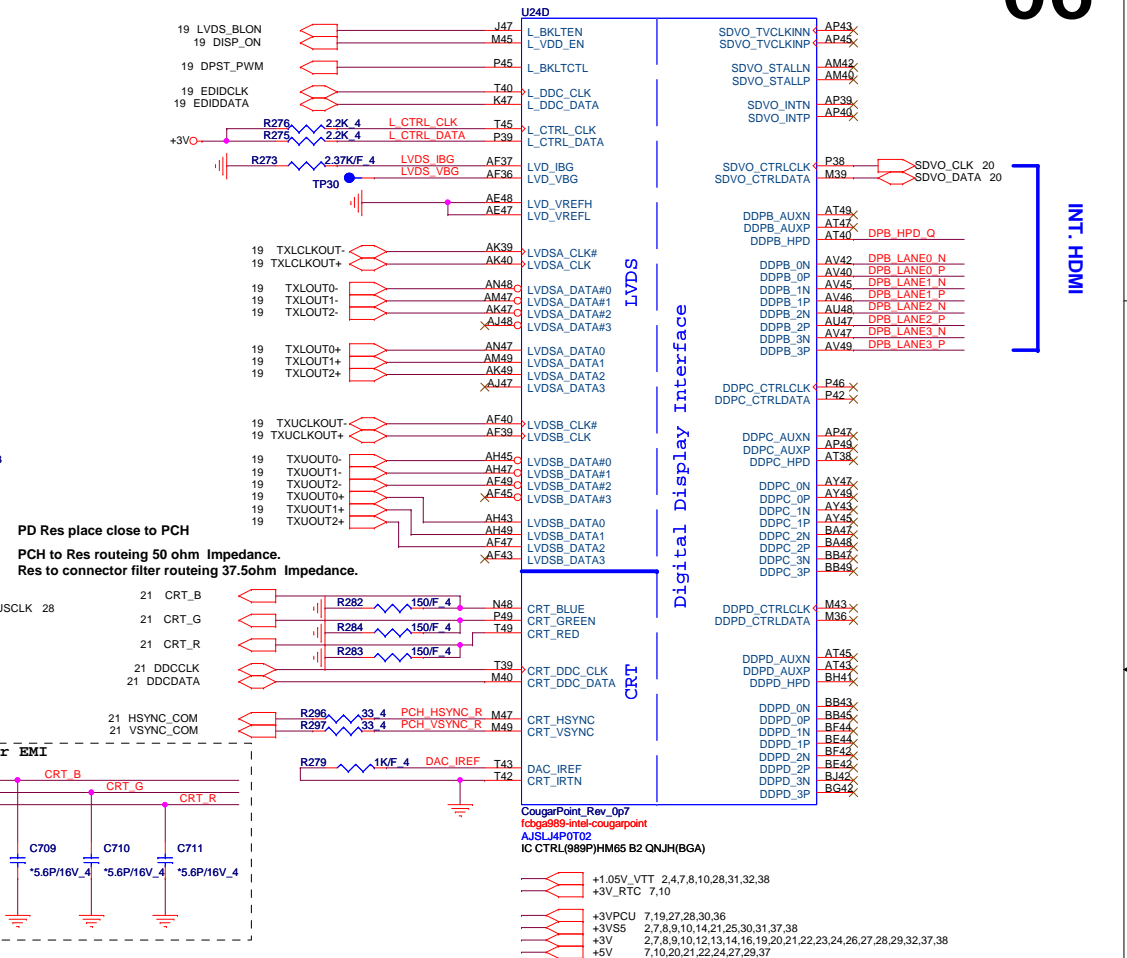 06
U24D
19 LVDS_BLON J47 L_BKLTEN
19 DISP_ON M45 L_VDD_EN
19 DPST_PWM P45 L_BKLTCTL
19 EDIDCLK T40 L_DDC_CLK
19 EDIDDATA K47 L_DDC_DATA
+3V R276 2.2K_4 L_CTRL_CLK T45 L_CTRL_CLK
R275 2.2K_4 L_CTRL_DATA P39 L_CTRL_DATA
R273 2.37K/F_4 LVDS_IBG AF37 LVD_IBG
TP30 LVDS_VBG AF36 LVD_VBG
AE48 LVD_VREFH
AE47 LVD_VREFL
19 TXLCLKOUT- AK39 LVDSA_CLK#
19 TXLCLKOUT+ AK40 LVDSA_CLK
19 TXLOUT0- AN48 LVDSA_DATA#0
19 TXLOUT1- AM47 LVDSA_DATA#1
19 TXLOUT2- AK47 LVDSA_DATA#2
AJ48 LVDSA_DATA#3
19 TXLOUT0+ AN47 LVDSA_DATA0
19 TXLOUT1+ AM49 LVDSA_DATA1
19 TXLOUT2+ AK49 LVDSA_DATA2
AJ47 LVDSA_DATA3
19 TXUCLKOUT- AF40 LVDSB_CLK#
19 TXUCLKOUT+ AF39 LVDSB_CLK
19 TXUOUT0- AH45 LVDSB_DATA#0
19 TXUOUT1- AH47 LVDSB_DATA#1
19 TXUOUT2- AF49 LVDSB_DATA#2
19 TXUOUT0+ AF45 LVDSB_DATA#3
19 TXUOUT1+
19 TXUOUT2+
AH43 LVDSB_DATA0
AH49 LVDSB_DATA1
AF47 LVDSB_DATA2
AF43 LVDSB_DATA3
LVDS
Digital Display Interface
CRT
PD Res place close to PCH
PCH to Res routeing 50 ohm Impedance.
Res to connector filter routeing 37.5ohm Impedance.
USCLK 28
21 CRT_B R282 150/F_4 N48 CRT_BLUE
21 CRT_G R284 150/F_4 P49 CRT_GREEN
21 CRT_R R283 150/F_4 T49 CRT_RED
21 DDCCLK T39 CRT_DDC_CLK
21 DDCDATA M40 CRT_DDC_DATA
21 HSYNC_COM R296 33_4 PCH_HSYNC_R M47 CRT_HSYNC
21 VSYNC_COM R297 33_4 PCH_VSYNC_R M49 CRT_VSYNC
R279 1K/F_4 DAC_IREF T43 DAC_IREF
T42 CRT_IRTN
SDVO_TVCLKINN AP43
SDVO_TVCLKINP AP45
SDVO_STALLN AM42
SDVO_STALLP AM40
SDVO_INTN AP39
SDVO_INTP AP40
SDVO_CTRLCLK P38 SDVO_CLK 20
SDVO_CTRLDATA M39 SDVO_DATA 20
DDPB_AUXN AT49
DDPB_AUXP AT47
DDPB_HPD AT40 DPB_HPD_Q
DDPB_0N AV42 DPB_LANE0_N
DDPB_0P AV40 DPB_LANE0_P
DDPB_1N AV45 DPB_LANE1_N
DDPB_1P AV46 DPB_LANE1_P
DDPB_2N AU48 DPB_LANE2_N
DDPB_2P AU47 DPB_LANE2_P
DDPB_3N AV47 DPB_LANE3_N
DDPB_3P AV49 DPB_LANE3_P
INT. HDMI
DDPC_CTRLCLK P46
DDPC_CTRLDATA P42
DDPC_AUXN AP47
DDPC_AUXP AP49
DDPC_HPD AT38
DDPC_0N AY47
DDPC_0P AY49
DDPC_1N AY43
DDPC_1P AY45
DDPC_2N BA47
DDPC_2P BA48
DDPC_3N BB47
DDPC_3P BB49
DDPD_CTRLCLK M43
DDPD_CTRLDATA M36
DDPD_AUXN AT45
DDPD_AUXP AT43
DDPD_HPD BH41
DDPD_0N BB43
DDPD_0P BB45
DDPD_1N BF44
DDPD_1P BE44
DDPD_2N BF42
DDPD_2P BE42
DDPD_3N BJ42
DDPD_3P BG42
r EMI
CRT_B
CRT_G
CRT_R
C709 C710 C711
*5.6P/16V_4 *5.6P/16V_4 *5.6P/16V_4
CougarPoint_Rev_0p7
fcbga989-intel-cougarpoint
AJSLJ4P0T02
IC CTRL(989P)HM65 B2 QNJH(BGA)
+1.05V_VTT 2,4,7,8,10,28,31,32,38
+3V_RTC 7,10
+3VPCU 7,19,27,28,30,36
+3VS5 2,7,8,9,10,14,21,25,30,31,37,38
+3V 2,7,8,9,10,12,13,14,16,19,20,21,22,23,24,26,27,28,29,32,37,38
+5V 7,10,20,21,22,24,27,29,37